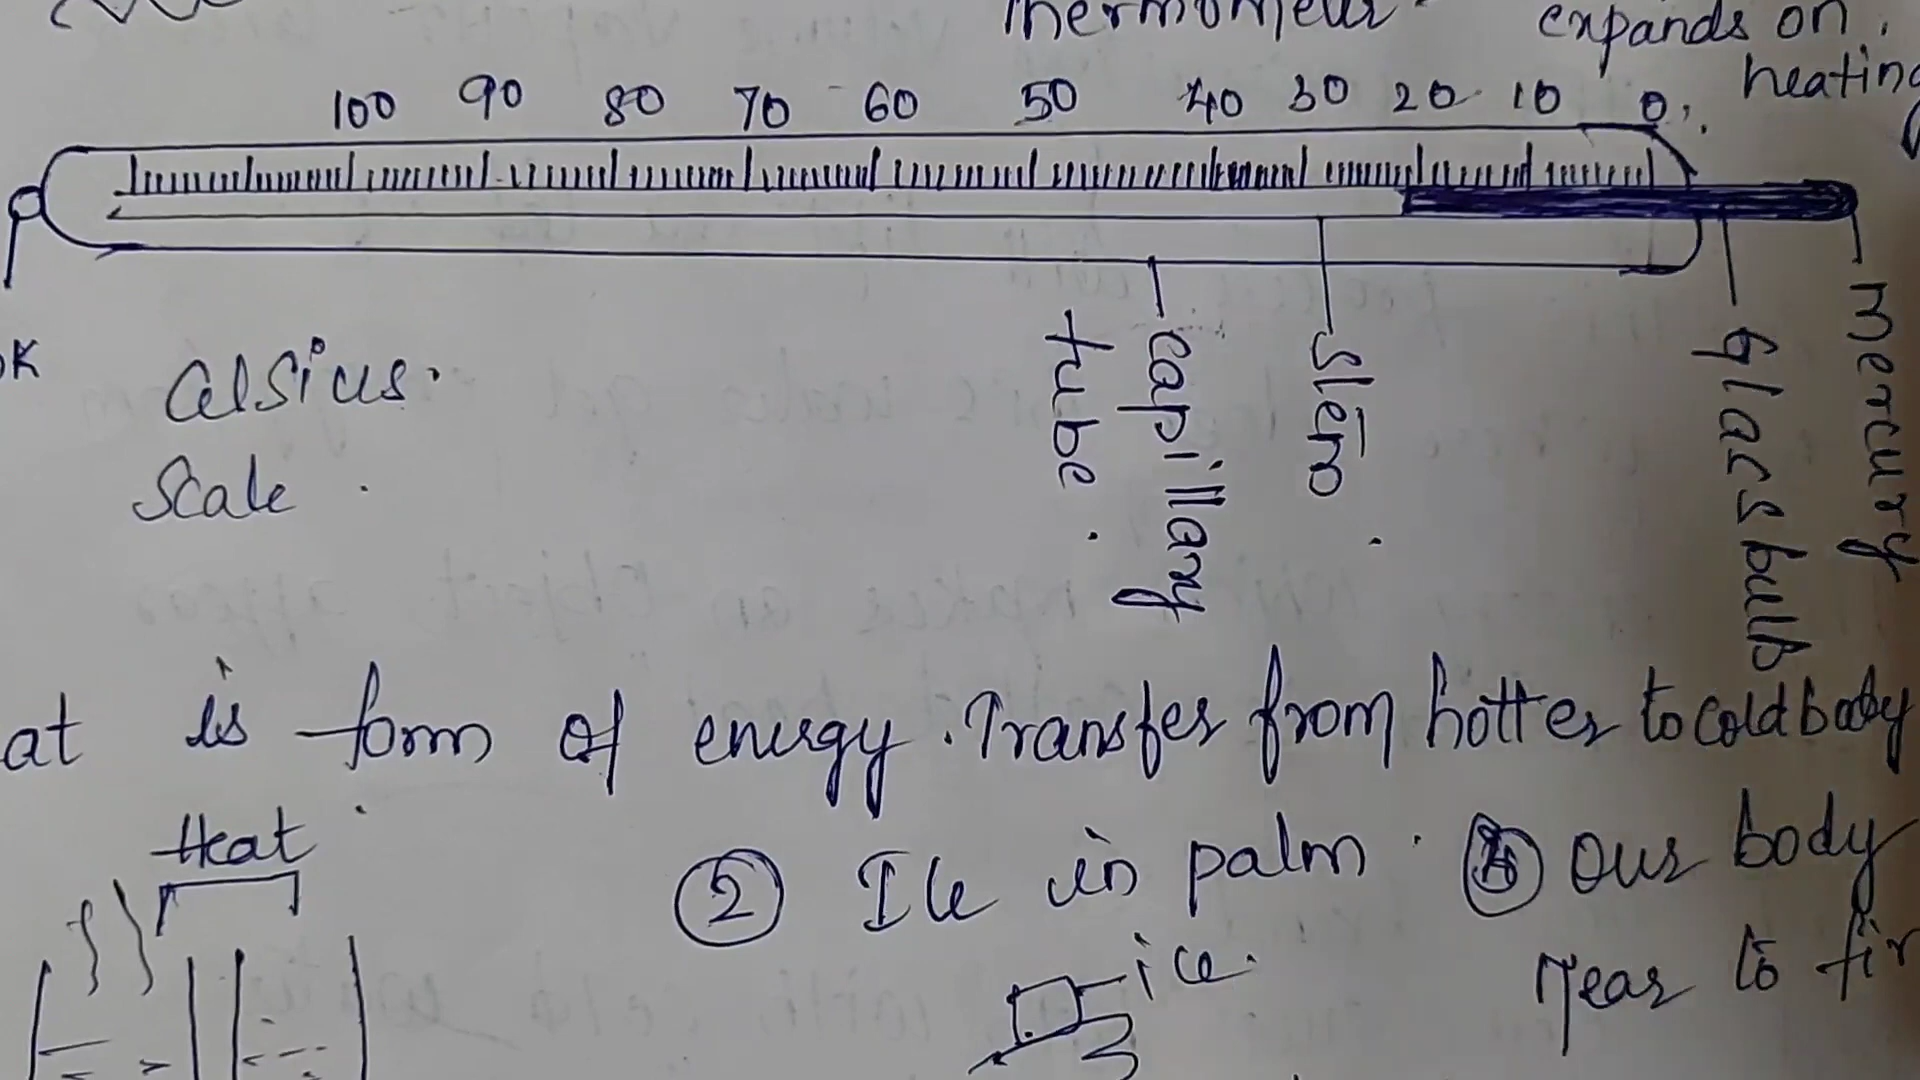 Thermometer
expands on
heating
100 90 80 70 60 50 40 30 20 10 0
Mercury
Glass bulb
capillary
tube.
Celsius.
Scale
at is form of energy. Transfer from hotter to cold body
Heat
2 Ice in palm.
Our body
near to fir
ice.